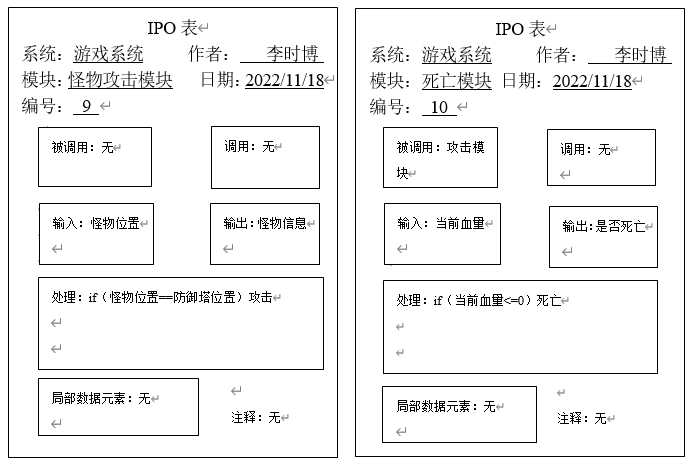 IPO 表
系统：游戏系统 作者： 李时博
模块：怪物攻击模块 日期：2022/11/18
编号： 9
被调用：无
调用：无
输入：怪物位置
输出：怪物信息
处理：if（怪物位置==防御塔位置）攻击
局部数据元素：无
注释：无
IPO 表
系统：游戏系统 作者： 李时博
模块：死亡模块 日期：2022/11/18
编号： 10
被调用：攻击模
块
调用：无
输入：当前血量
输出：是否死亡
处理：if（当前血量<=0）死亡
局部数据元素：无
注释：无